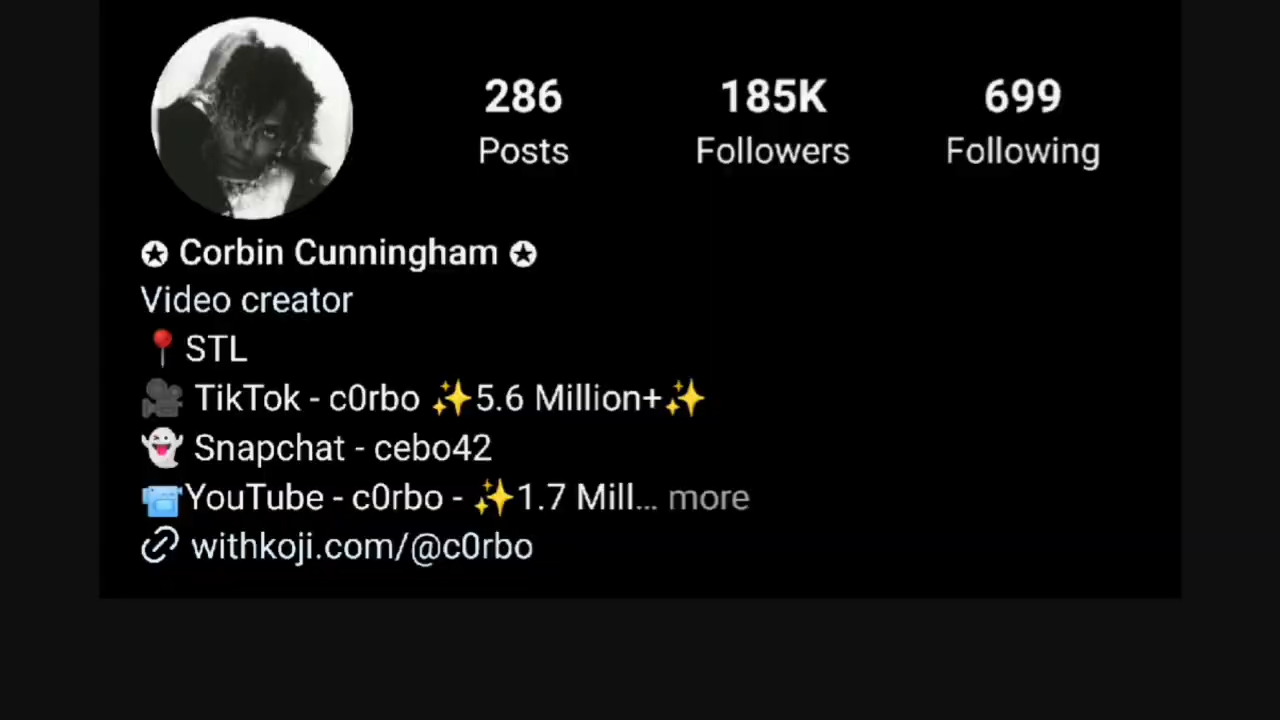 286 185K 699
Posts Followers Following
✪ Corbin Cunningham ✪
Video creator
📍STL
🎥 TikTok - c0rbo ✨5.6 Million+✨
👻 Snapchat - cebo42
📹YouTube - c0rbo - ✨1.7 Mill... more
withkoji.com/@c0rbo